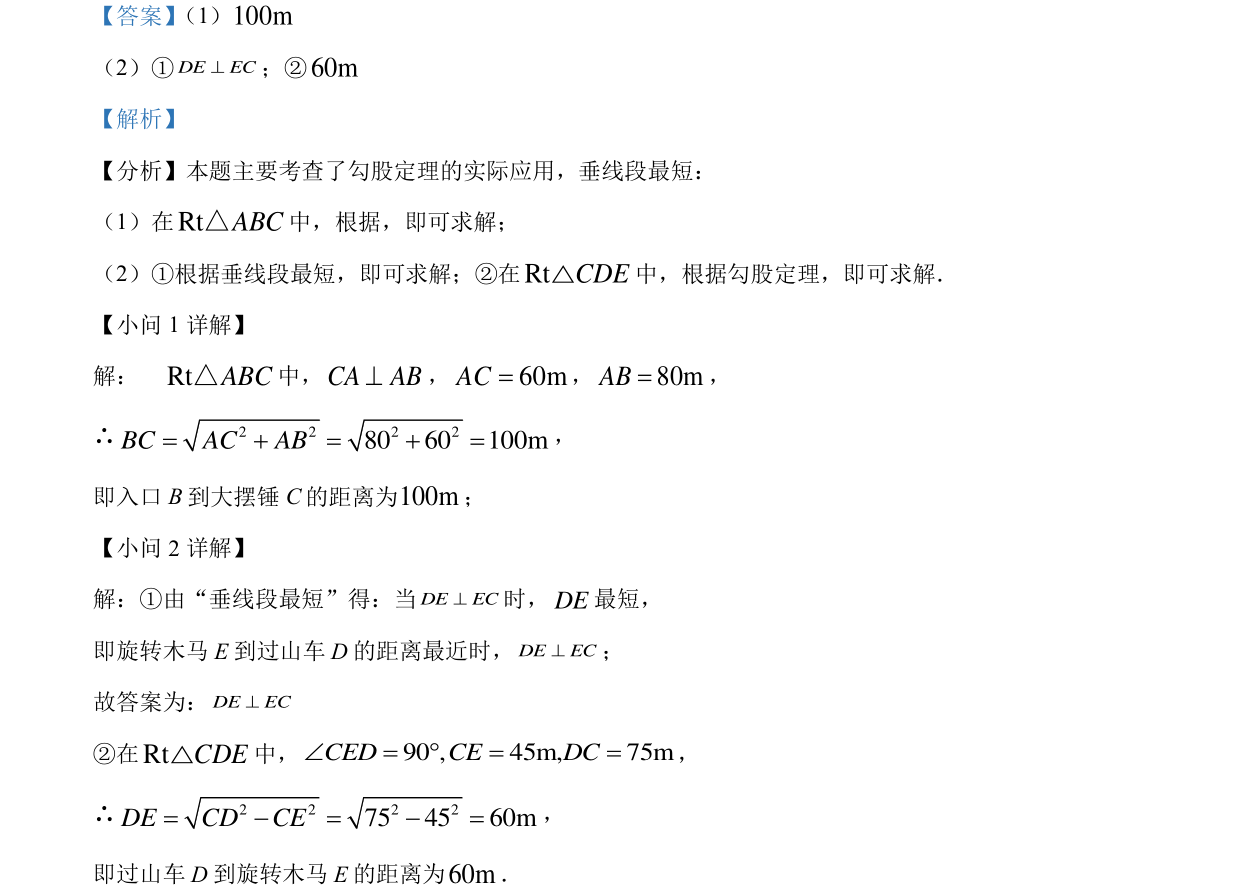 【答案】（1）100m
（2）①DE⊥EC；②60m
【解析】
【分析】本题主要考查了勾股定理的实际应用，垂线段最短：
（1）在Rt△ABC中，根据，即可求解；
（2）①根据垂线段最短，即可求解；②在Rt△CDE中，根据勾股定理，即可求解．
【小问 1 详解】
解： Rt△ABC中，CA⊥AB，AC=60m，AB=80m，
∴BC=√(AC²+AB²)=√(80²+60²)=100m，
即入口 B 到大摆锤 C 的距离为100m；
【小问 2 详解】
解：①由“垂线段最短”得：当DE⊥EC时，DE最短，
即旋转木马 E 到过山车 D 的距离最近时，DE⊥EC；
故答案为：DE⊥EC
②在Rt△CDE中，∠CED=90°,CE=45m,DC=75m，
∴DE=√(CD²−CE²)=√(75²−45²)=60m，
即过山车 D 到旋转木马 E 的距离为60m．